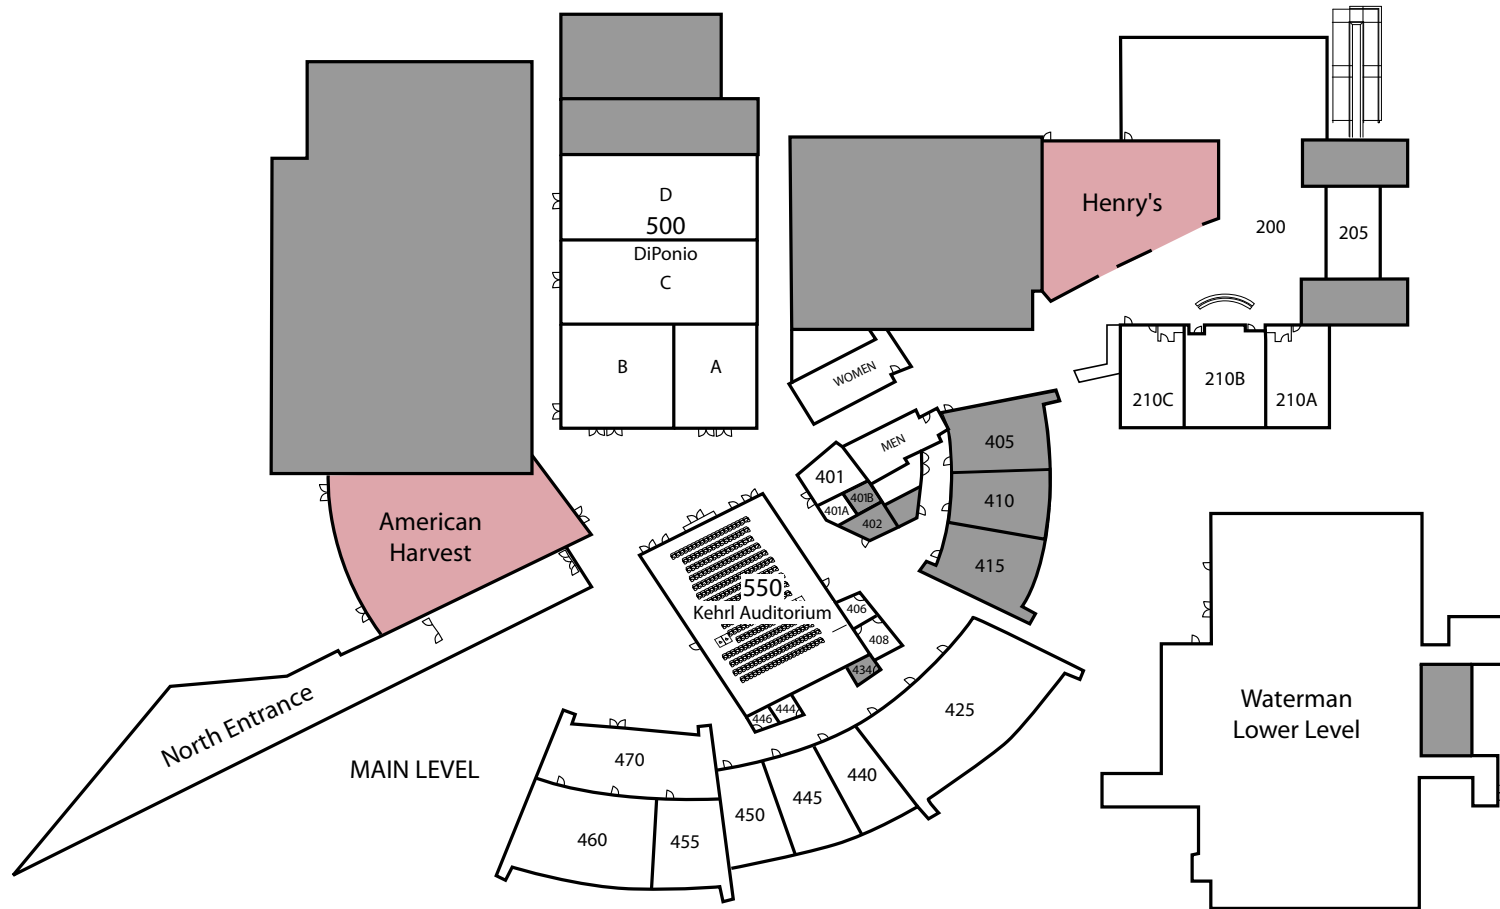 D
500
DiPonio
C
B
A
Henry's
200
205
210C
210B
210A
WOMEN
MEN
401
401A
401B
402
405
410
415
American
Harvest
550
Kehrl Auditorium
406
408
434
444
446
425
440
445
450
455
460
470
North Entrance
MAIN LEVEL
Waterman
Lower Level